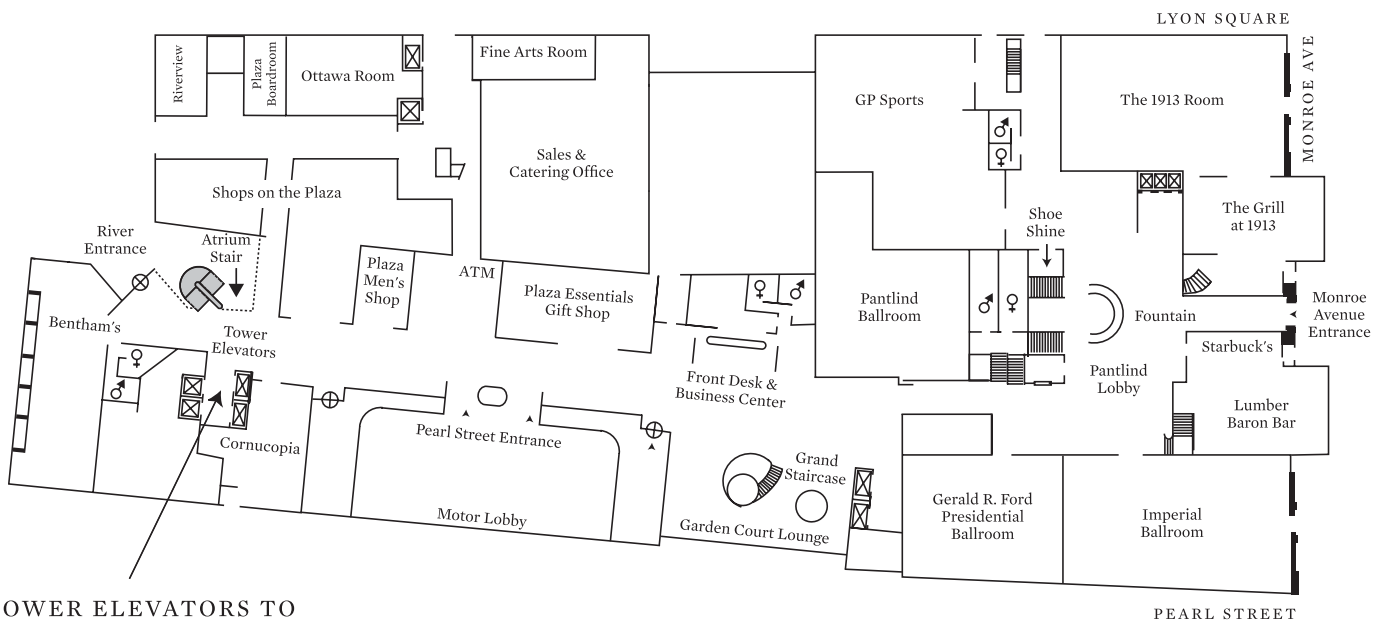 LYON SQUARE
MONROE AVE
Riverview
Plaza
Boardroom
Ottawa Room
Fine Arts Room
GP Sports
The 1913 Room
Sales &
Catering Office
Shops on the Plaza
The Grill
at 1913
Shoe
Shine
River
Entrance
Atrium
Stair
ATM
Plaza
Men's
Shop
Plaza Essentials
Gift Shop
Pantlind
Ballroom
Fountain
Monroe
Avenue
Entrance
Bentham's
Tower
Elevators
Starbuck's
Front Desk &
Business Center
Pantlind
Lobby
Lumber
Baron Bar
Cornucopia
Pearl Street Entrance
Grand
Staircase
Motor Lobby
Garden Court Lounge
Gerald R. Ford
Presidential
Ballroom
Imperial
Ballroom
OWER ELEVATORS TO
PEARL STREET